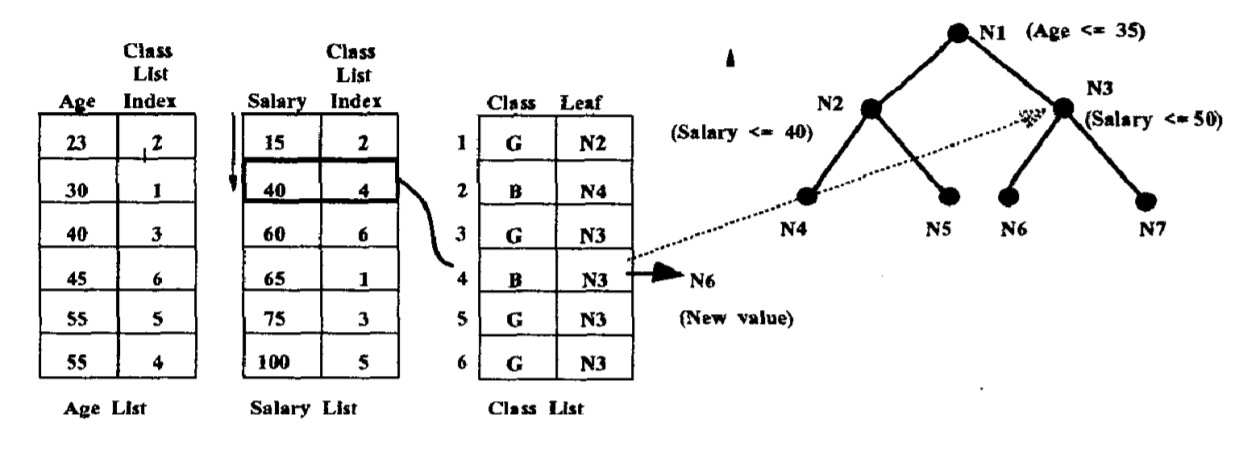 Class List Index
Age
23 2
30 1
40 3
45 6
55 5
55 4
Age List
Class List Index
Salary
15 2
40 4
60 6
65 1
75 3
100 5
Salary List
Class Leaf
1 G N2
2 B N4
3 G N3
4 B N3
5 G N3
6 G N3
Class List
N6
(New value)
N1 (Age <= 35)
N2
(Salary <= 40)
N3
(Salary <= 50)
N4
N5
N6
N7